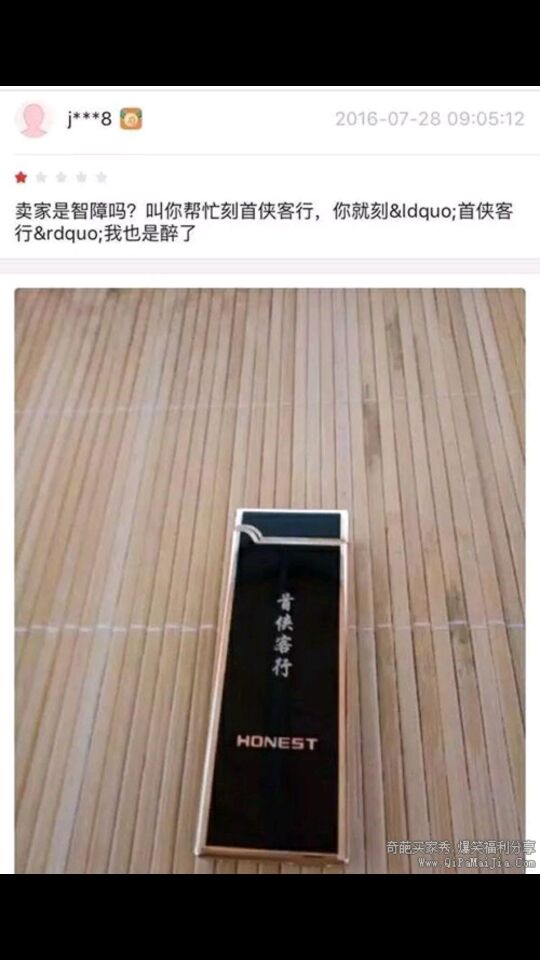 j***8
2016-07-28 09:05:12
卖家是智障吗？叫你帮忙刻首侠客行，你就刻&ldquo;首侠客
行&rdquo;我也是醉了
首侠客行
HONEST
奇葩买家秀,爆笑福利分享
Www.QiPaMaiJia.Com